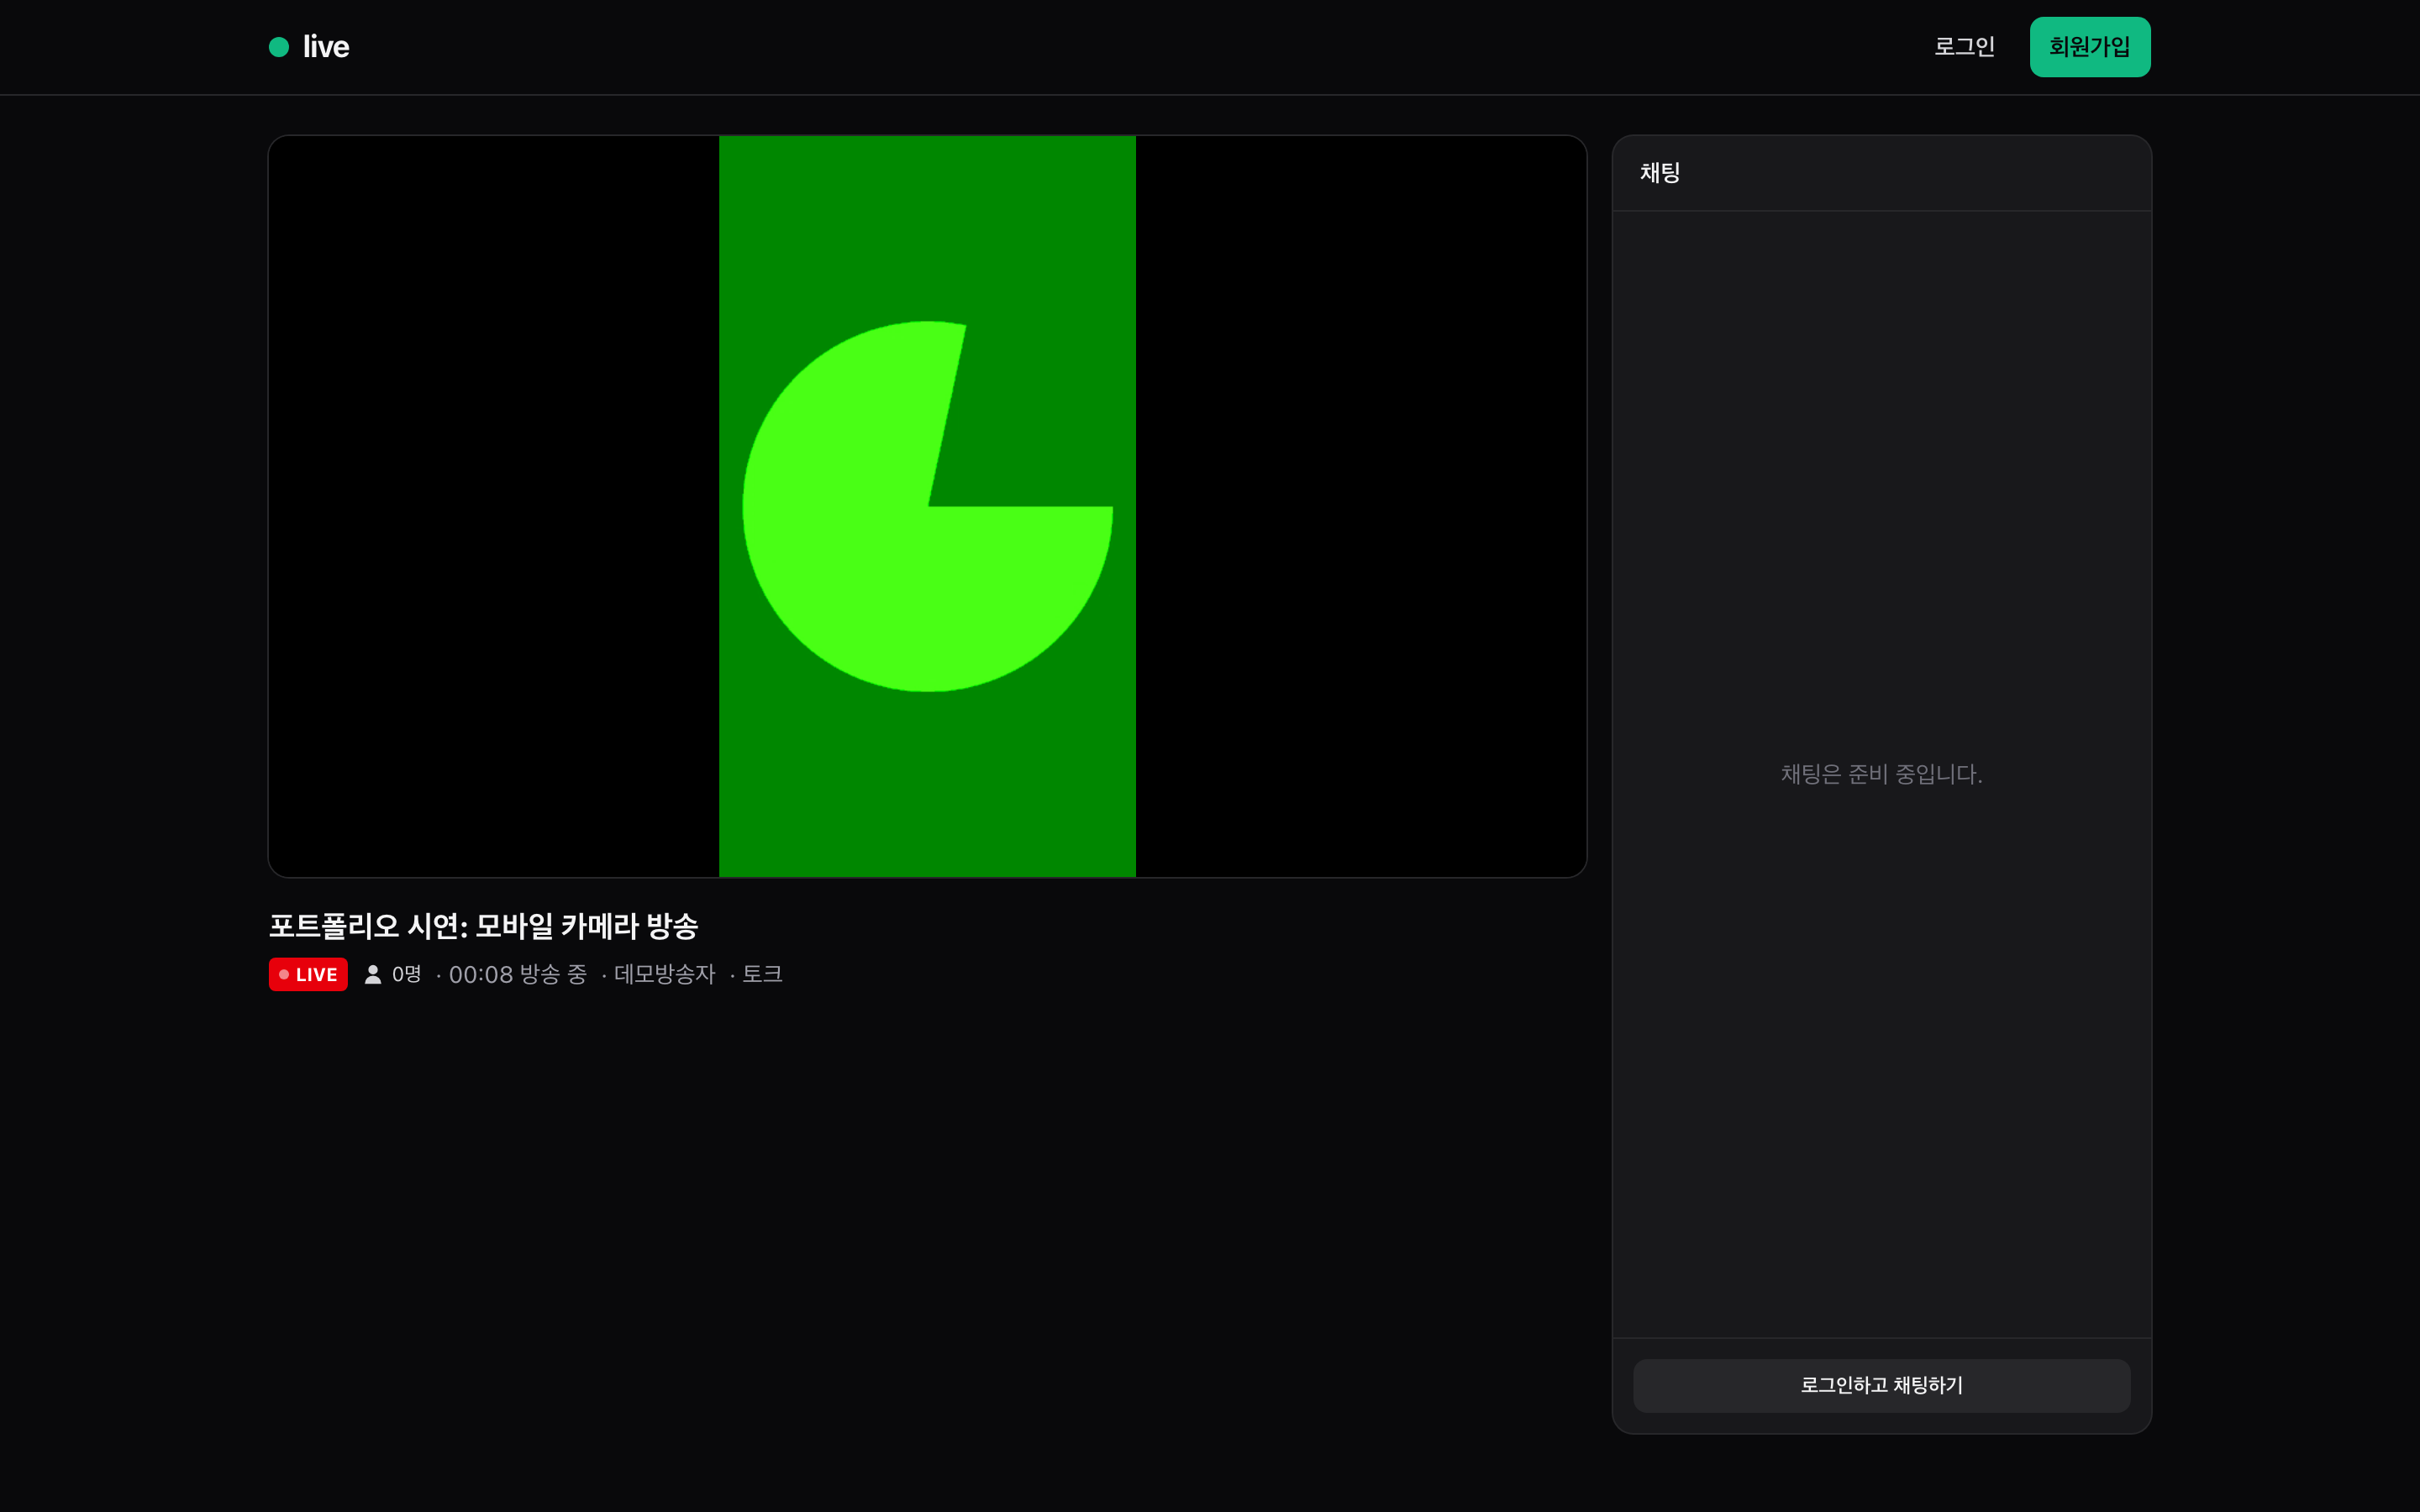 live
로그인
회원가입
채팅
채팅은 준비 중입니다.
포트폴리오 시연: 모바일 카메라 방송
LIVE 0명 · 00:08 방송 중 · 데모방송자 · 토크
로그인하고 채팅하기